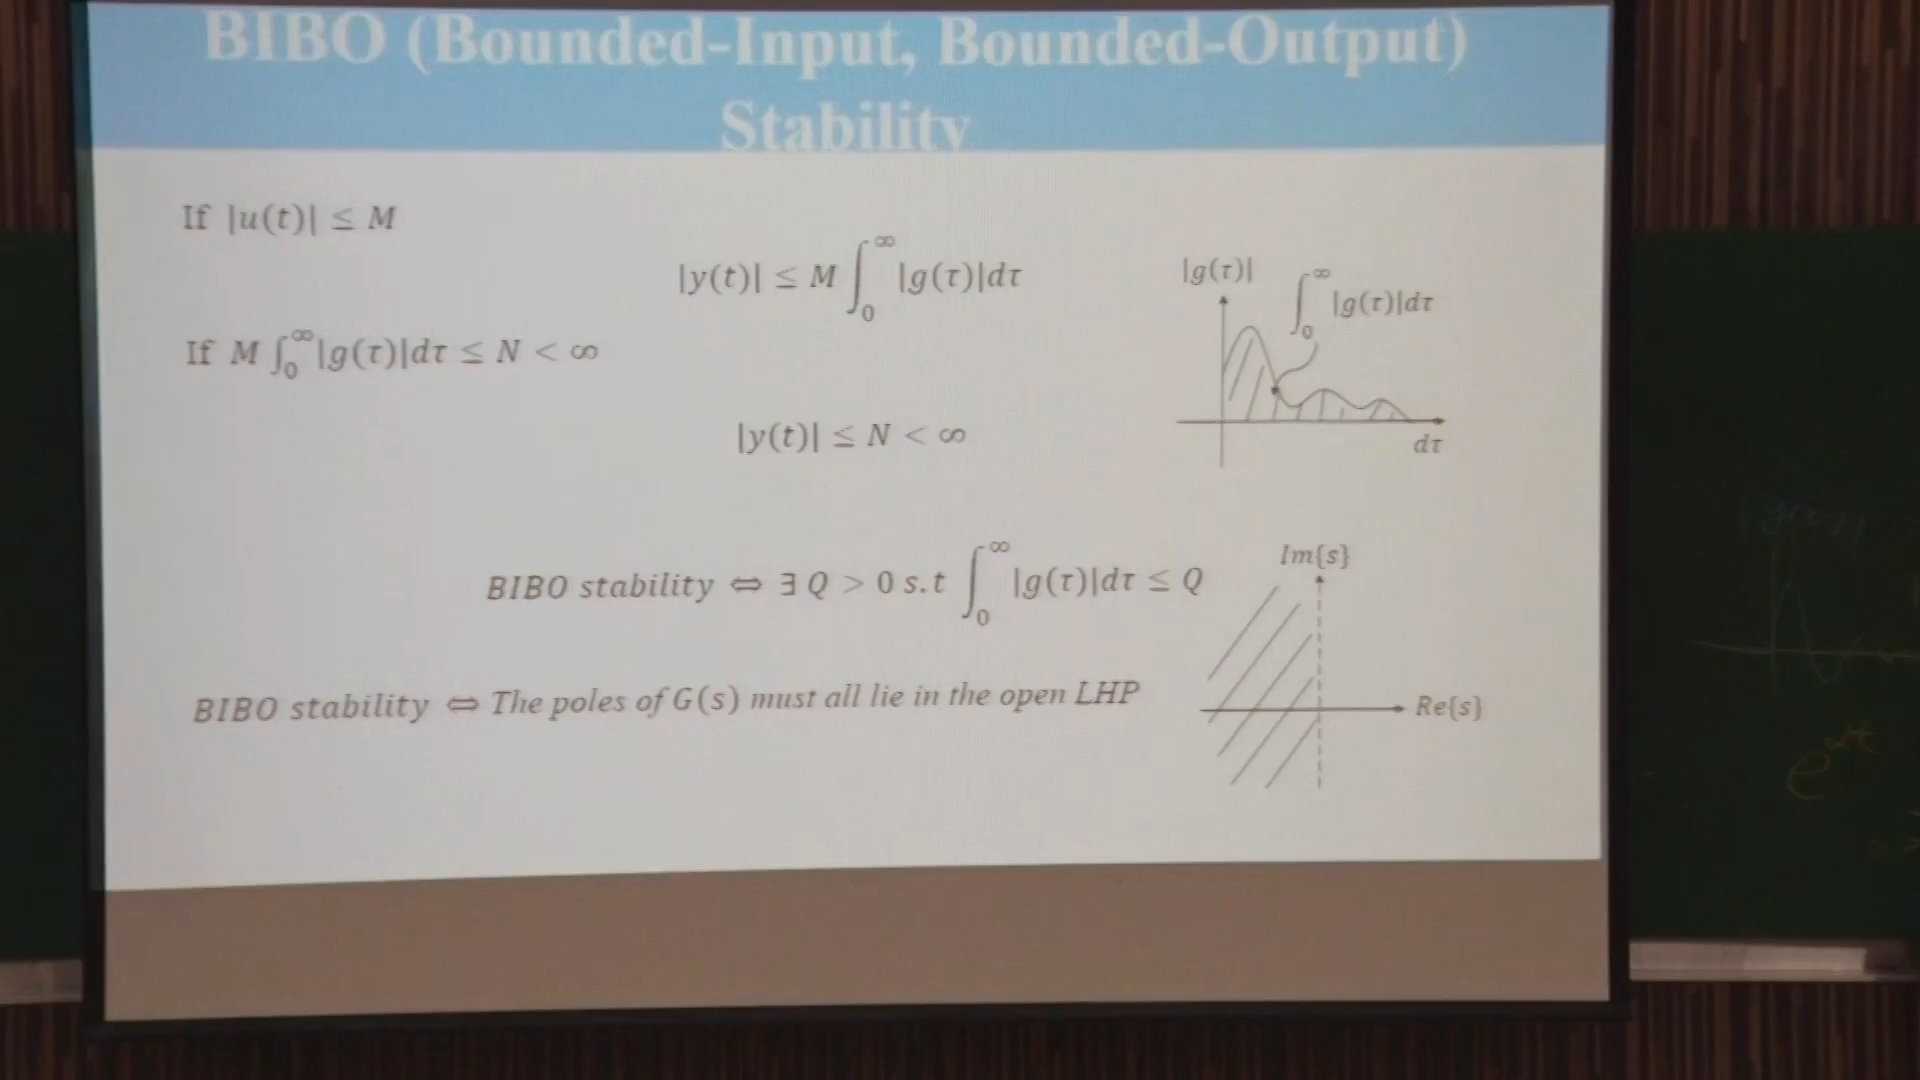 BIBO (Bounded-Input, Bounded-Output)
Stability
If |u(t)| ≤ M
|y(t)| ≤ M ∫₀^∞ |g(τ)|dτ
If M ∫₀^∞ |g(τ)|dτ ≤ N < ∞
|y(t)| ≤ N < ∞
|g(τ)|
∫₀^∞ |g(τ)|dτ
dτ
BIBO stability ⇔ ∃ Q > 0 s.t ∫₀^∞ |g(τ)|dτ ≤ Q
Im{s}
BIBO stability ⇔ The poles of G(s) must all lie in the open LHP
Re{s}